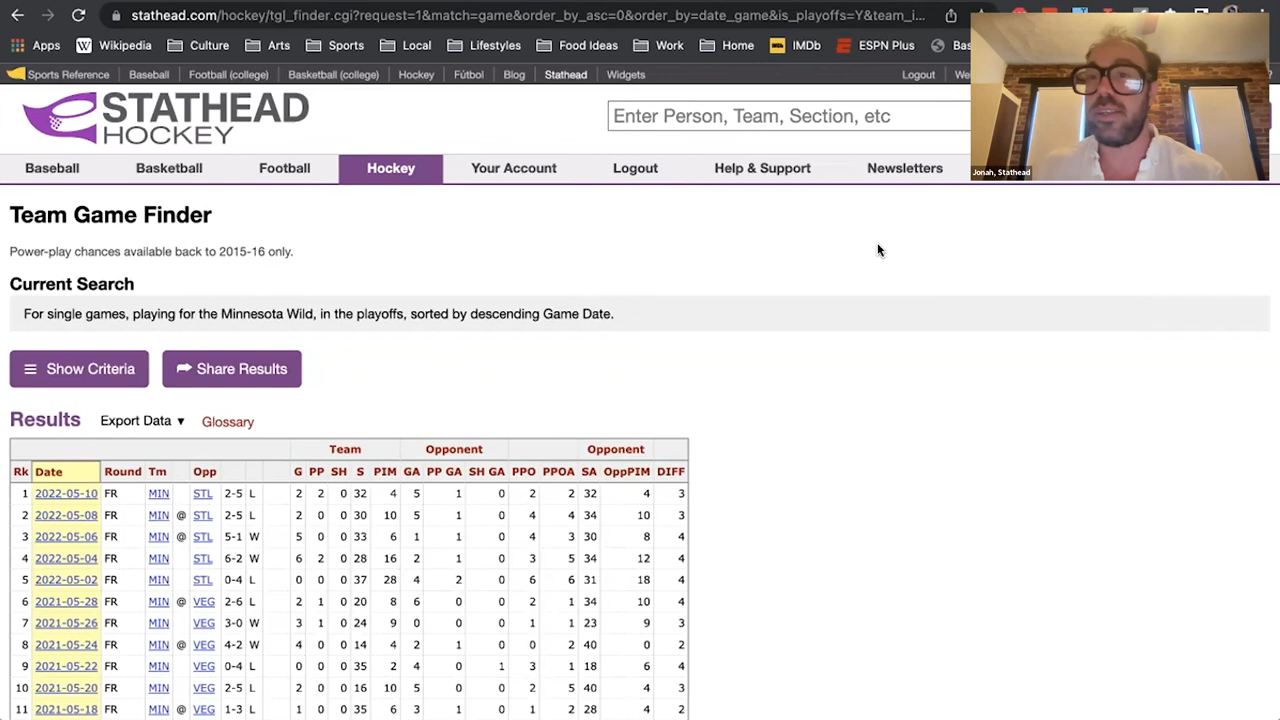 stathead.com/hockey/tgl_finder.cgi?request=1&match=game&order_by_asc=0&order_by=date_game&is_playoffs=Y&team_i...
Apps Wikipedia Culture Arts Sports Local Lifestyles Food Ideas Work Home IMDb ESPN Plus Bas
Sports Reference Baseball Football (college) Basketball (college) Hockey Fútbol Blog Stathead Widgets Logout We
STATHEAD
HOCKEY
Enter Person, Team, Section, etc
Jonah, Stathead
Baseball Basketball Football Hockey Your Account Logout Help & Support Newsletters
Team Game Finder
Power-play chances available back to 2015-16 only.
Current Search
For single games, playing for the Minnesota Wild, in the playoffs, sorted by descending Game Date.
Show Criteria Share Results
Results Export Data ▼ Glossary
Team Opponent Opponent
Rk Date Round Tm Opp G PP SH S PIM GA PP GA SH GA PPO PPOA SA OppPIM DIFF
1 2022-05-10 FR MIN STL 2-5 L 2 2 0 32 4 5 1 0 2 2 32 4 3
2 2022-05-08 FR MIN @ STL 2-5 L 2 0 0 30 10 5 1 0 4 4 34 10 3
3 2022-05-06 FR MIN @ STL 5-1 W 5 0 0 33 6 1 1 0 4 3 30 8 4
4 2022-05-04 FR MIN STL 6-2 W 6 2 0 28 16 2 1 0 3 5 34 12 4
5 2022-05-02 FR MIN STL 0-4 L 0 0 0 37 28 4 2 0 6 6 31 18 4
6 2021-05-28 FR MIN @ VEG 2-6 L 2 1 0 20 8 6 0 0 2 1 34 10 4
7 2021-05-26 FR MIN VEG 3-0 W 3 1 0 24 9 0 0 0 1 1 23 9 3
8 2021-05-24 FR MIN @ VEG 4-2 W 4 0 0 14 4 2 1 0 0 2 40 0 2
9 2021-05-22 FR MIN VEG 0-4 L 0 0 0 35 2 4 0 1 3 1 18 6 4
10 2021-05-20 FR MIN VEG 2-5 L 2 0 0 16 10 5 0 0 2 5 40 4 3
11 2021-05-18 FR MIN @ VEG 1-3 L 1 0 0 35 6 3 1 0 1 2 28 4 2